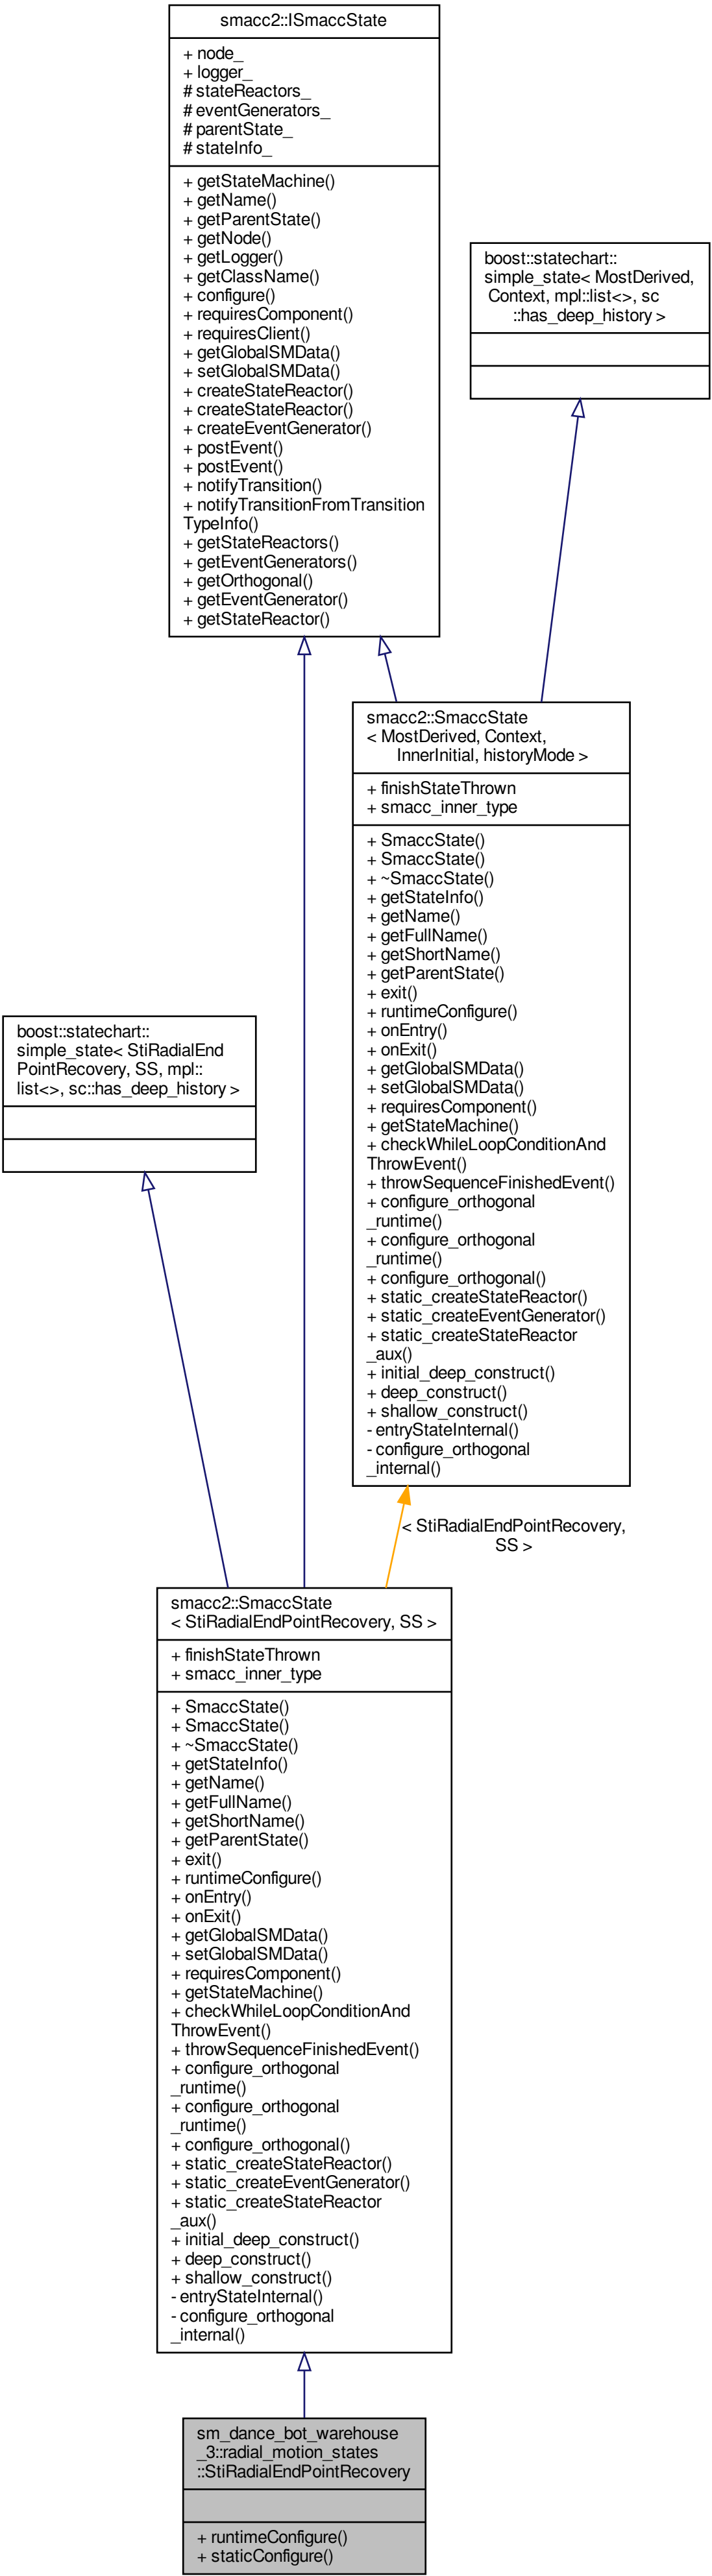 smacc2::ISmaccState
+ node_
+ logger_
# stateReactors_
# eventGenerators_
# parentState_
# stateInfo_
+ getStateMachine()
+ getName()
+ getParentState()
+ getNode()
+ getLogger()
+ getClassName()
+ configure()
+ requiresComponent()
+ requiresClient()
+ getGlobalSMData()
+ setGlobalSMData()
+ createStateReactor()
+ createStateReactor()
+ createEventGenerator()
+ postEvent()
+ postEvent()
+ notifyTransition()
+ notifyTransitionFromTransition
TypeInfo()
+ getStateReactors()
+ getEventGenerators()
+ getOrthogonal()
+ getEventGenerator()
+ getStateReactor()
boost::statechart::
simple_state< MostDerived,
Context, mpl::list<>, sc
::has_deep_history >
smacc2::SmaccState
< MostDerived, Context,
InnerInitial, historyMode >
+ finishStateThrown
+ smacc_inner_type
+ SmaccState()
+ SmaccState()
+ ~SmaccState()
+ getStateInfo()
+ getName()
+ getFullName()
+ getShortName()
+ getParentState()
+ exit()
+ runtimeConfigure()
+ onEntry()
+ onExit()
+ getGlobalSMData()
+ setGlobalSMData()
+ requiresComponent()
+ getStateMachine()
+ checkWhileLoopConditionAnd
ThrowEvent()
+ throwSequenceFinishedEvent()
+ configure_orthogonal
_runtime()
+ configure_orthogonal
_runtime()
+ configure_orthogonal()
+ static_createStateReactor()
+ static_createEventGenerator()
+ static_createStateReactor
_aux()
+ initial_deep_construct()
+ deep_construct()
+ shallow_construct()
- entryStateInternal()
- configure_orthogonal
_internal()
boost::statechart::
simple_state< StiRadialEnd
PointRecovery, SS, mpl::
list<>, sc::has_deep_history >
< StiRadialEndPointRecovery,
SS >
smacc2::SmaccState
< StiRadialEndPointRecovery, SS >
+ finishStateThrown
+ smacc_inner_type
+ SmaccState()
+ SmaccState()
+ ~SmaccState()
+ getStateInfo()
+ getName()
+ getFullName()
+ getShortName()
+ getParentState()
+ exit()
+ runtimeConfigure()
+ onEntry()
+ onExit()
+ getGlobalSMData()
+ setGlobalSMData()
+ requiresComponent()
+ getStateMachine()
+ checkWhileLoopConditionAnd
ThrowEvent()
+ throwSequenceFinishedEvent()
+ configure_orthogonal
_runtime()
+ configure_orthogonal
_runtime()
+ configure_orthogonal()
+ static_createStateReactor()
+ static_createEventGenerator()
+ static_createStateReactor
_aux()
+ initial_deep_construct()
+ deep_construct()
+ shallow_construct()
- entryStateInternal()
- configure_orthogonal
_internal()
sm_dance_bot_warehouse
_3::radial_motion_states
::StiRadialEndPointRecovery
+ runtimeConfigure()
+ staticConfigure()